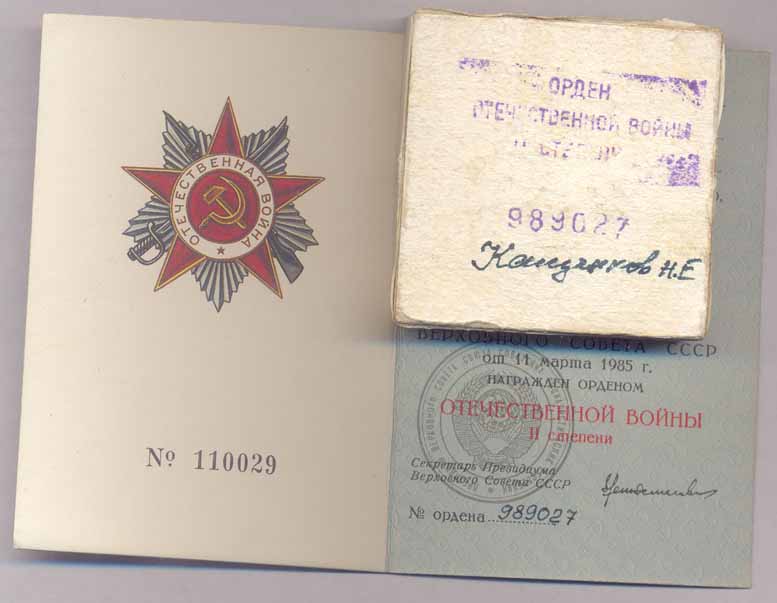 ОТЕЧЕСТВЕННАЯ ВОЙНА
№ 110029
ОРДЕН
ОТЕЧЕСТВЕННОЙ ВОЙНЫ
989027
Н.Е
ВЕРХОВНОГО СОВЕТА СССР
от 11 марта 1985 г.
НАГРАЖДЕН ОРДЕНОМ
ОТЕЧЕСТВЕННОЙ ВОЙНЫ
II степени
Секретарь Президиума
Верховного Совета СССР
№ ордена 989027